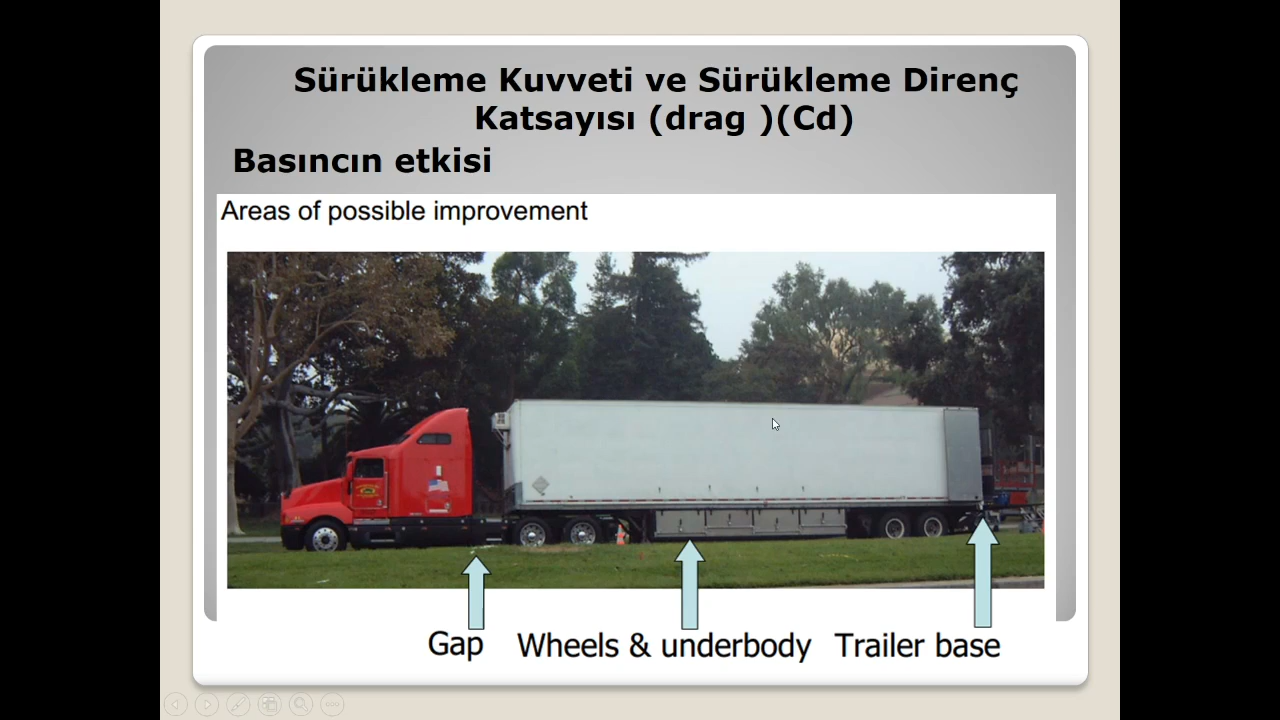 Sürükleme Kuvveti ve Sürükleme Direnç
Katsayısı (drag )(Cd)
Basıncın etkisi
Areas of possible improvement
Gap
Wheels & underbody
Trailer base